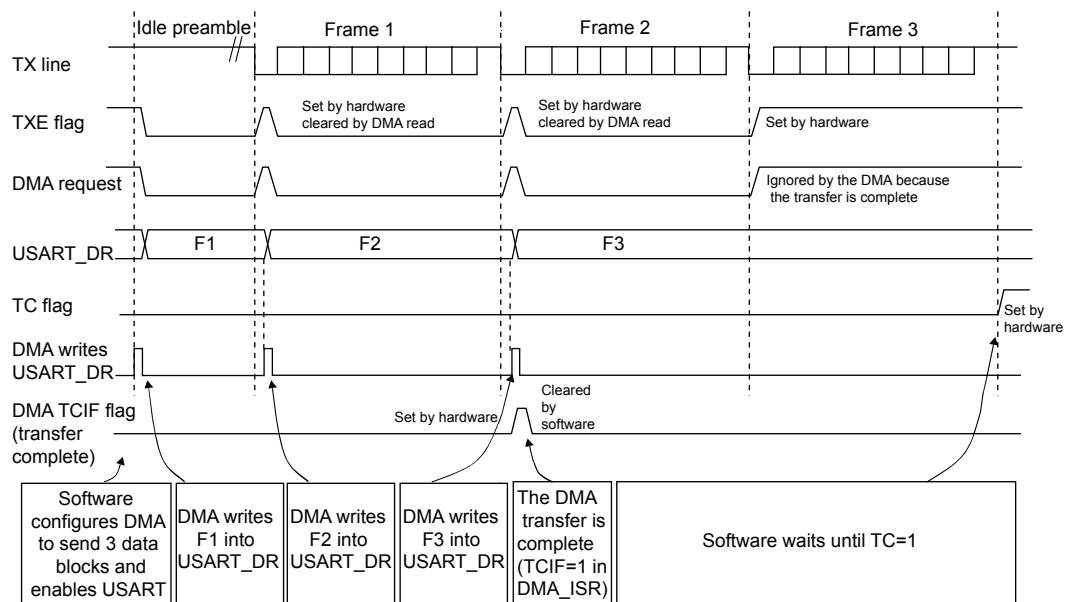 Idle preamble
Frame 1
Frame 2
Frame 3
TX line
TXE flag
Set by hardware
cleared by DMA read
Set by hardware
cleared by DMA read
Set by hardware
DMA request
Ignored by the DMA because
the transfer is complete
USART_DR
F1
F2
F3
TC flag
Set by
hardware
DMA writes
USART_DR
DMA TCIF flag
(transfer
complete)
Set by hardware
Cleared
by
software
Software
configures DMA
to send 3 data
blocks and
enables USART
DMA writes
F1 into
USART_DR
DMA writes
F2 into
USART_DR
DMA writes
F3 into
USART_DR
The DMA
transfer is
complete
(TCIF=1 in
DMA_ISR)
Software waits until TC=1